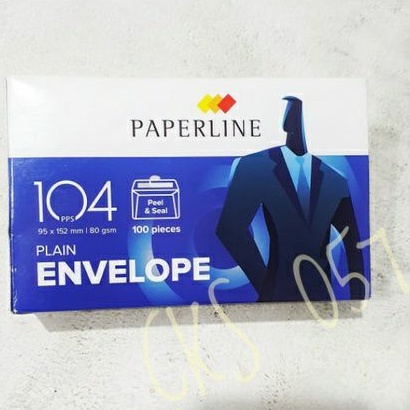 PAPERLINE
104
PPS
95 x 152 mm | 80 gsm
Peel
& Seal
100 pieces
PLAIN
ENVELOPE
CKS 057